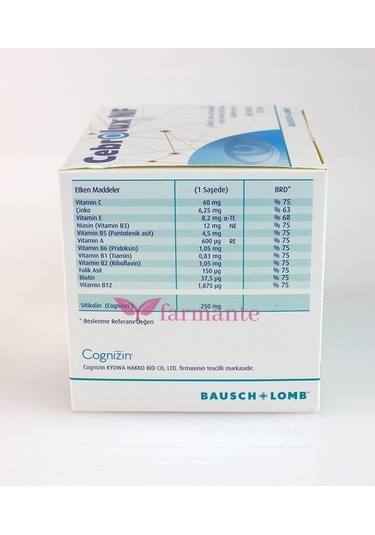 Cebrolux NF
BAUSCH+LOMB
Etken Maddeler (1 Saşede) BRD*
Vitamin C 60 mg % 75
Çinko 6,25 mg % 63
Vitamin E 8,2 mg α-TE % 68
Niasin (Vitamin B3) 12 mg NE % 75
Vitamin B5 (Pantotenik asit) 4,5 mg % 75
Vitamin A 600 µg RE % 75
Vitamin B6 (Pridoksin) 1,05 mg % 75
Vitamin B2 (Riboflavin) 1,05 mg % 75
Vitamin B1 (Tiamin) 0,83 mg % 75
Folik Asit 150 µg % 75
Biotin 37,5 µg % 75
Vitamin B12 1,875 µg % 75
Sitikolin (Cognizin) 250 mg -
farmante
* Beslenme Referans Değeri
Cognizin
Cognizin KYOWA HAKKO BIO CO, LTD. firmasının tescilli markasıdır.
BAUSCH+LOMB